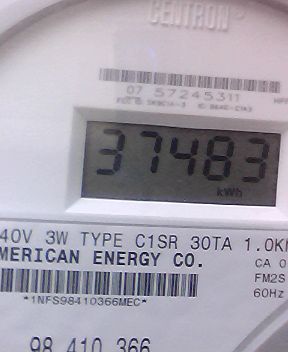 CENTRON®
07 57245311
37483
kWh
40V 3W TYPE C1SR 30TA 1.0K
MERICAN ENERGY CO.
CA 0
FM2S
60Hz
*1NFS98410366MEC*
98 410 366